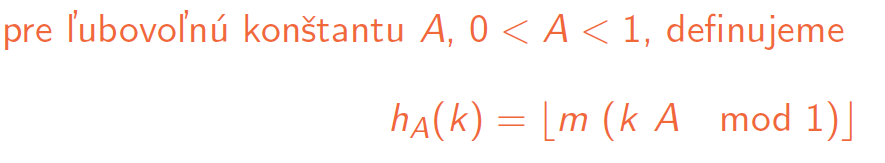 pre ľubovoľnú konštantu A, 0 < A < 1, definujeme
h_A(k) = ⌊m (k A mod 1)⌋